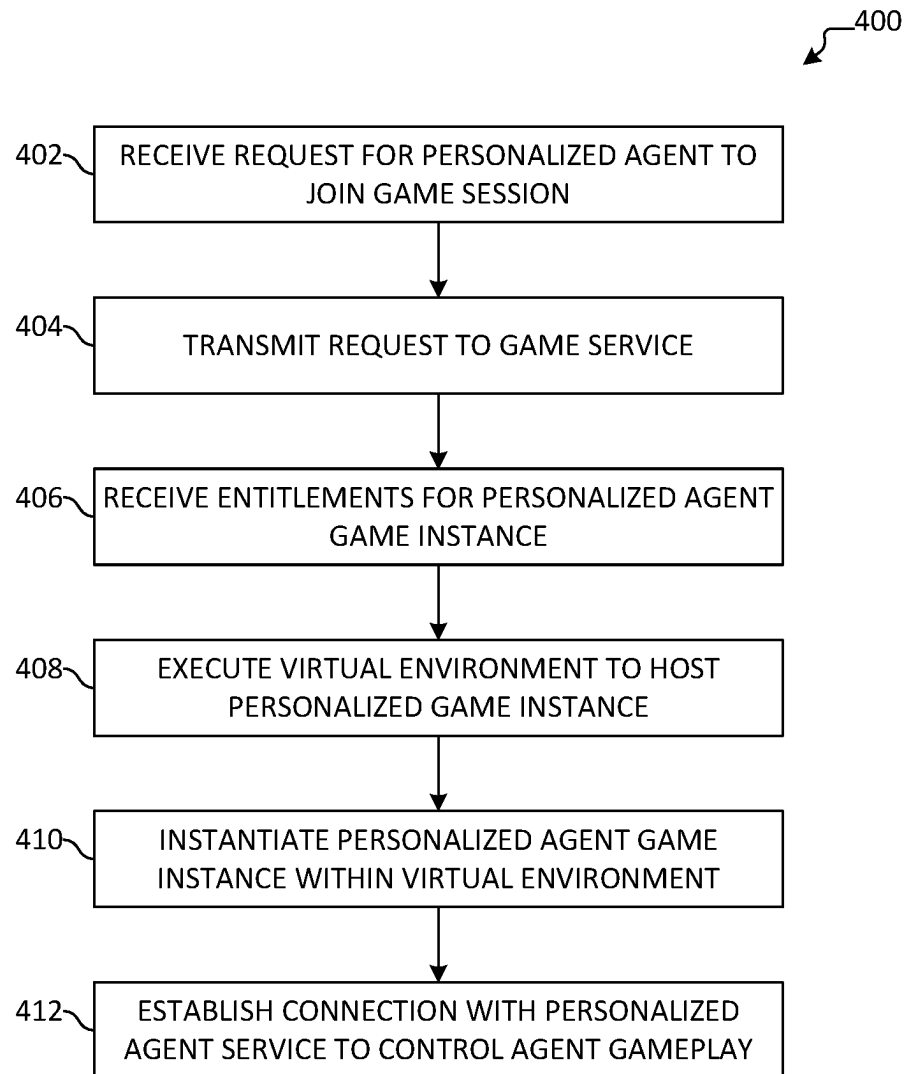 400
402
RECEIVE REQUEST FOR PERSONALIZED AGENT TO
JOIN GAME SESSION
404
TRANSMIT REQUEST TO GAME SERVICE
406
RECEIVE ENTITLEMENTS FOR PERSONALIZED AGENT
GAME INSTANCE
408
EXECUTE VIRTUAL ENVIRONMENT TO HOST
PERSONALIZED GAME INSTANCE
410
INSTANTIATE PERSONALIZED AGENT GAME
INSTANCE WITHIN VIRTUAL ENVIRONMENT
412
ESTABLISH CONNECTION WITH PERSONALIZED
AGENT SERVICE TO CONTROL AGENT GAMEPLAY